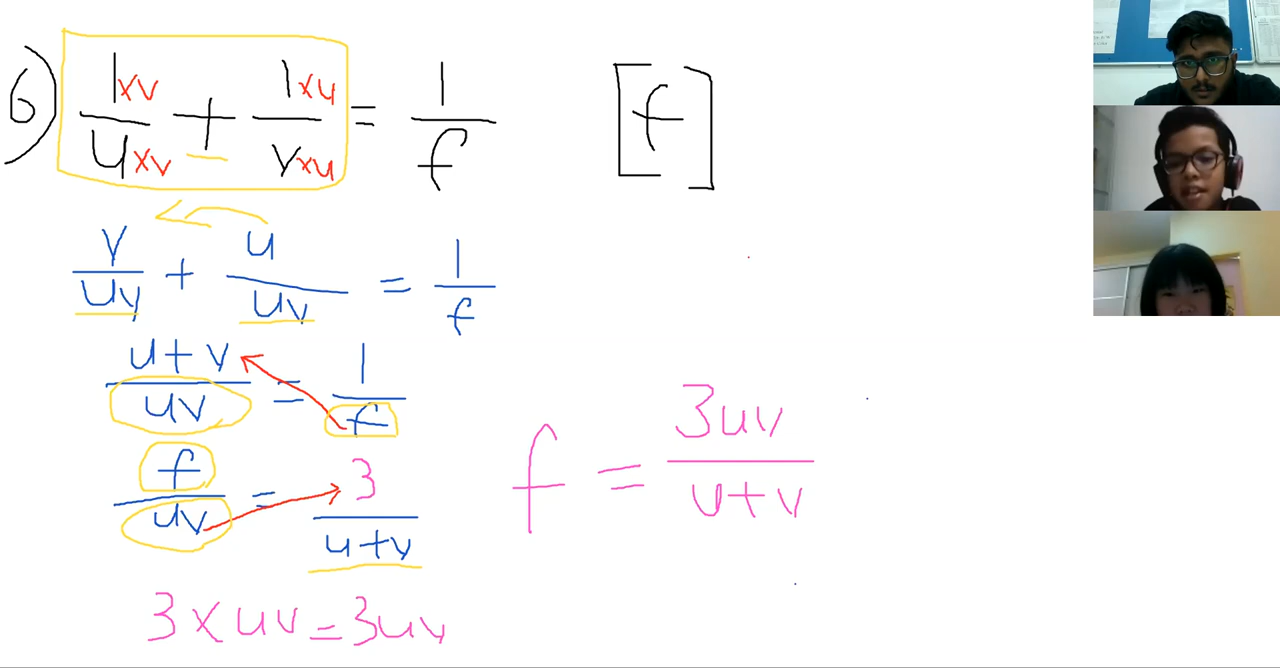 6) 1xv/uxv + 1xu/vxu = 1/f [f]
v/uv + u/uv = 1/f
u+v/uv = 1/f
f/uv = 3/u+v
f = 3uv/u+v
3 x uv = 3uv